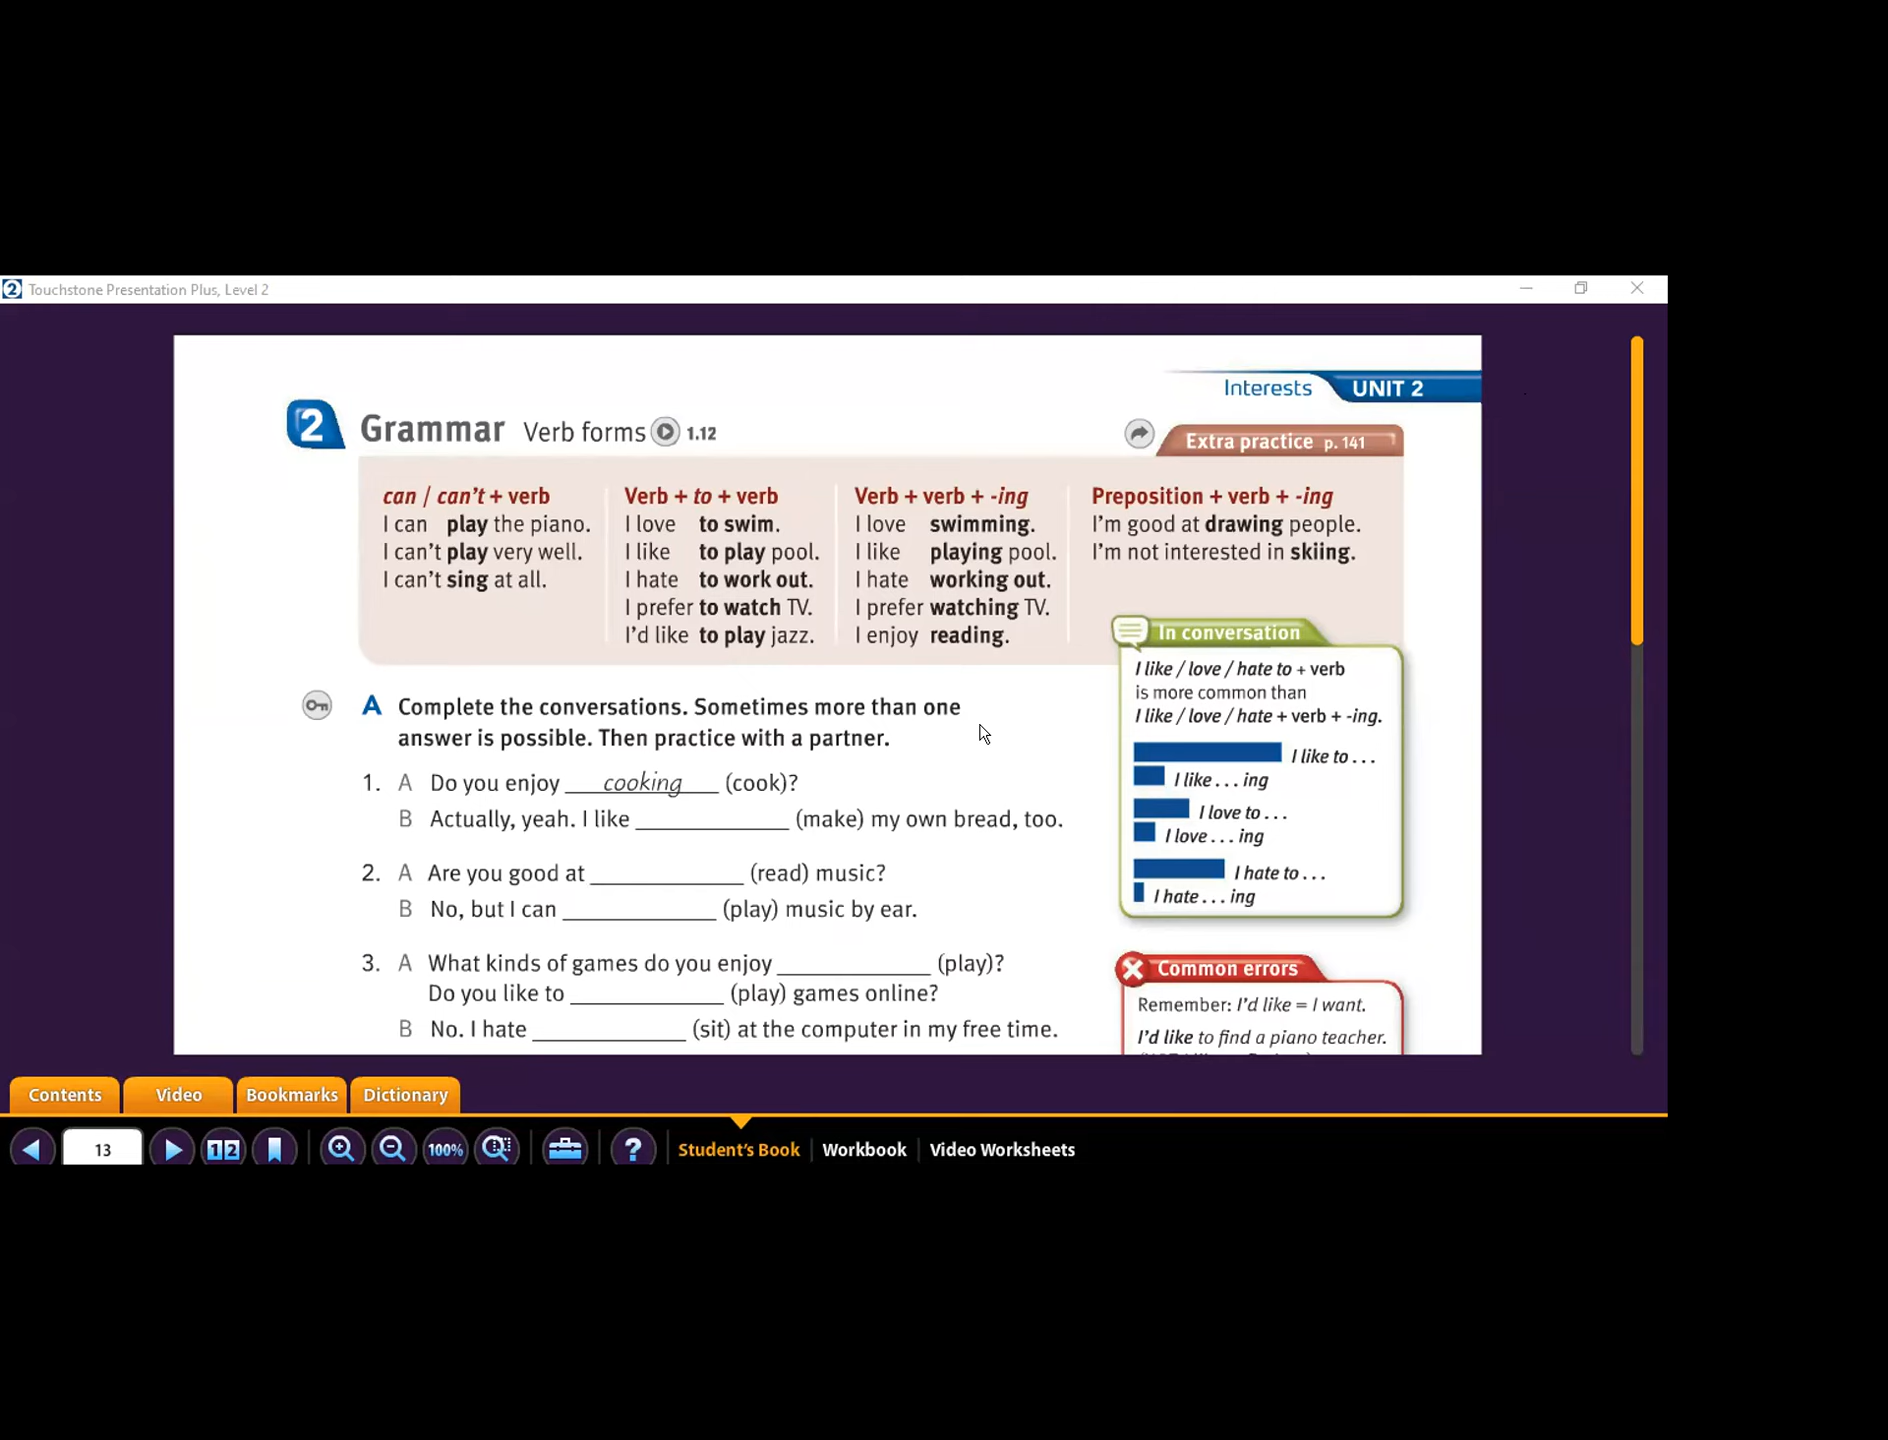 Touchstone Presentation Plus, Level 2
Interests UNIT 2
2 Grammar Verb forms 1.12
Extra practice p. 141
can / can't + verb
I can play the piano.
I can't play very well.
I can't sing at all.
Verb + to + verb
I love to swim.
I like to play pool.
I hate to work out.
I prefer to watch TV.
I'd like to play jazz.
Verb + verb + -ing
I love swimming.
I like playing pool.
I hate working out.
I prefer watching TV.
I enjoy reading.
Preposition + verb + -ing
I'm good at drawing people.
I'm not interested in skiing.
In conversation
I like / love / hate to + verb
is more common than
I like / love / hate + verb + -ing.
I like to . . .
I like . . . ing
I love to . . .
I love . . . ing
I hate to . . .
I hate . . . ing
A Complete the conversations. Sometimes more than one
answer is possible. Then practice with a partner.
1. A Do you enjoy ___cooking___ (cook)?
B Actually, yeah. I like ____________ (make) my own bread, too.
2. A Are you good at ____________ (read) music?
B No, but I can ____________ (play) music by ear.
3. A What kinds of games do you enjoy ____________ (play)?
Do you like to ____________ (play) games online?
B No. I hate ____________ (sit) at the computer in my free time.
Common errors
Remember: I'd like = I want.
I'd like to find a piano teacher.
Contents Video Bookmarks Dictionary
13 12 100% ? Student's Book Workbook Video Worksheets